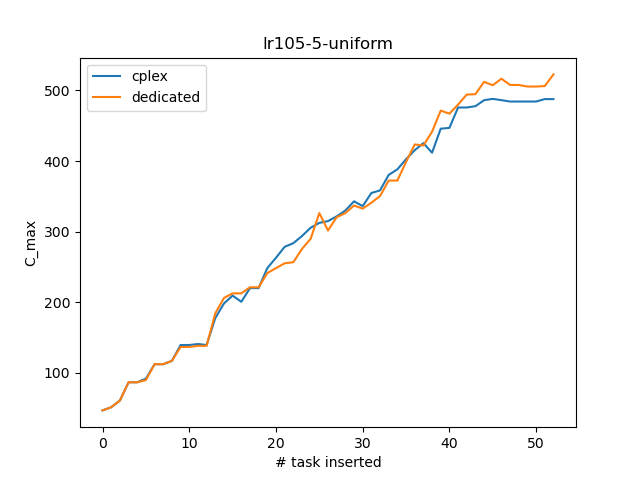 lr105-5-uniform
cplex
dedicated
C_max
500
400
300
200
100
0 10 20 30 40 50
# task inserted